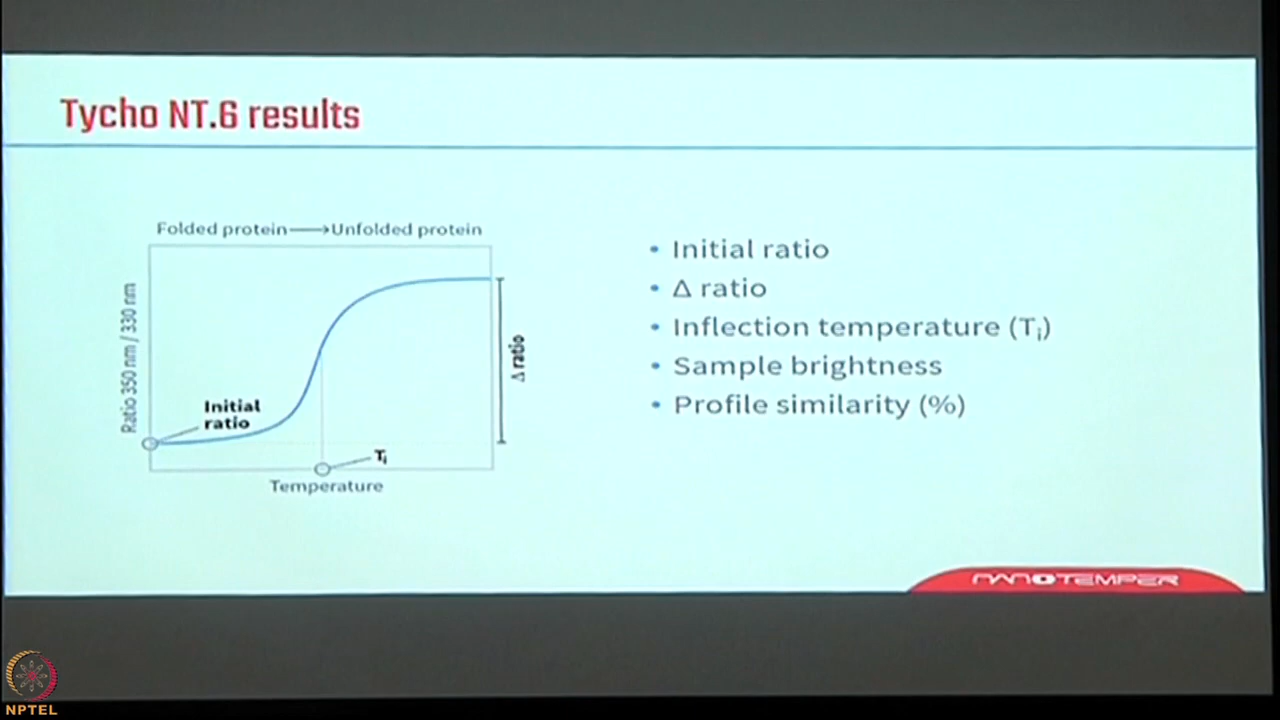 Tycho NT.6 results
Folded protein→Unfolded protein
Ratio 350 nm / 330 nm
Initial
ratio
Δ ratio
Ti
Temperature
• Initial ratio
• Δ ratio
• Inflection temperature (Ti)
• Sample brightness
• Profile similarity (%)
NANOTEMPER
NPTEL